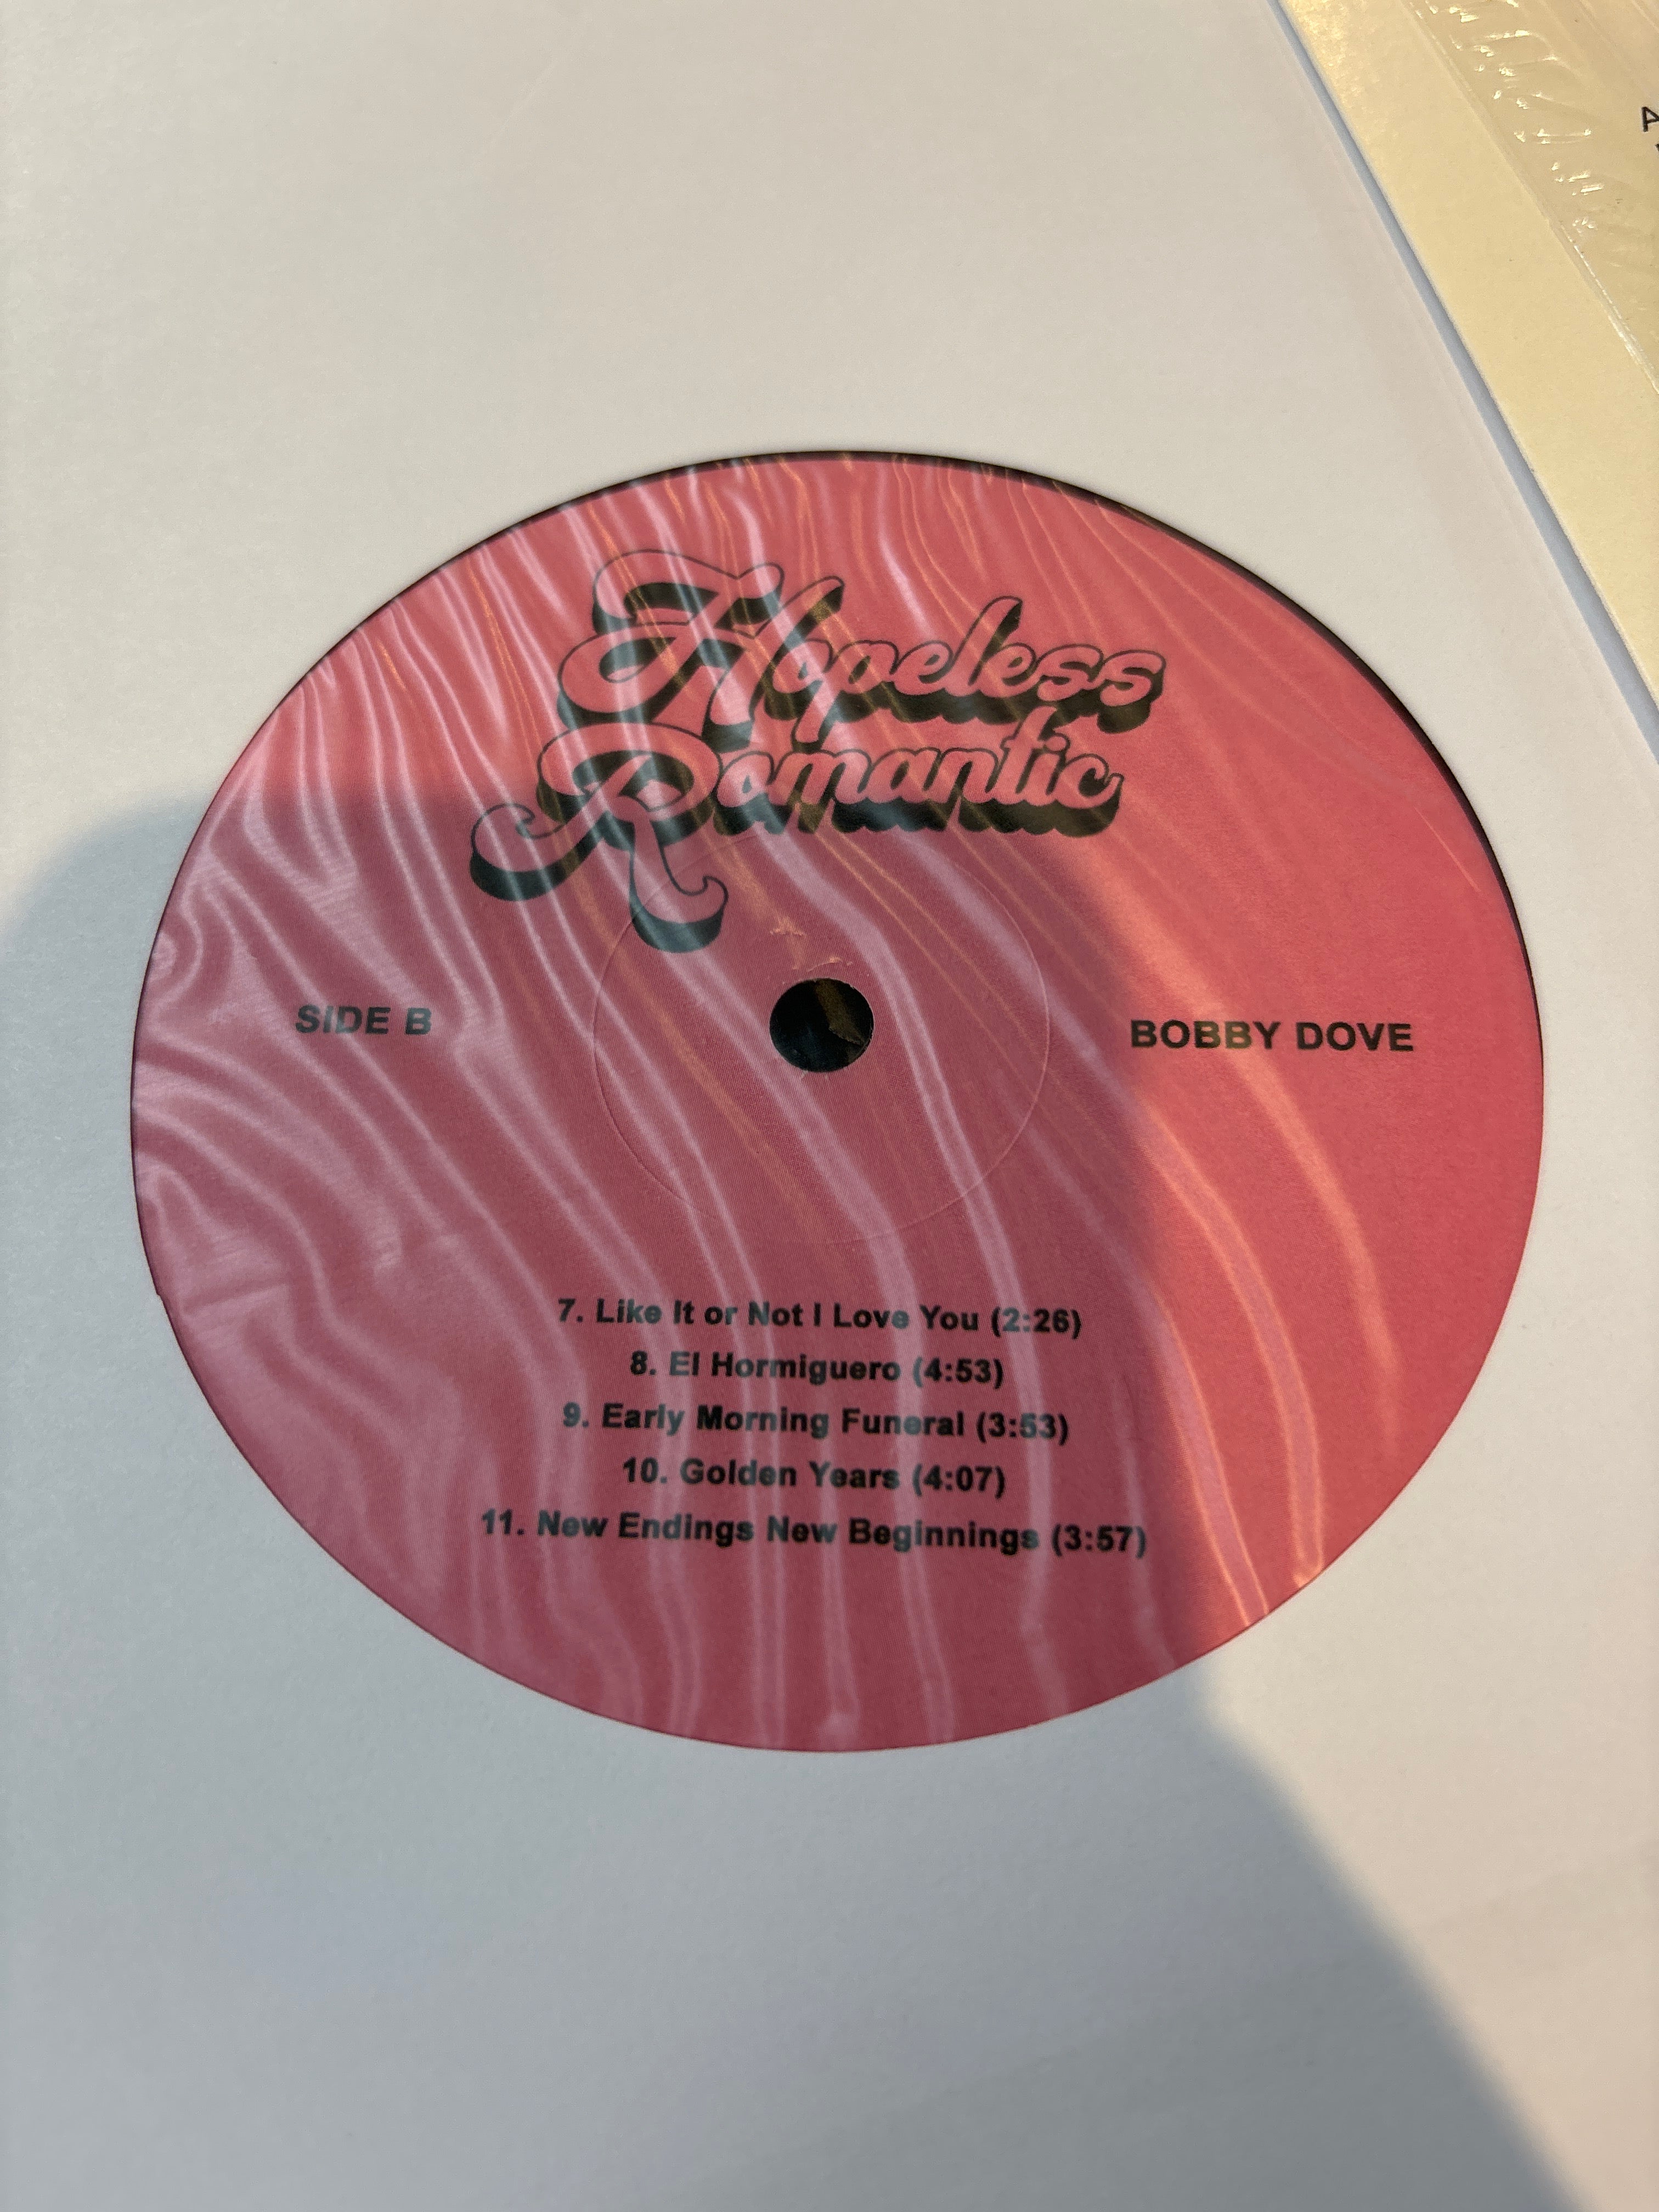 Hopeless
Romantic
SIDE B
BOBBY DOVE
7. Like It or Not I Love You (2:26)
8. El Hormiguero (4:53)
9. Early Morning Funeral (3:53)
10. Golden Years (4:07)
11. New Endings New Beginnings (3:57)